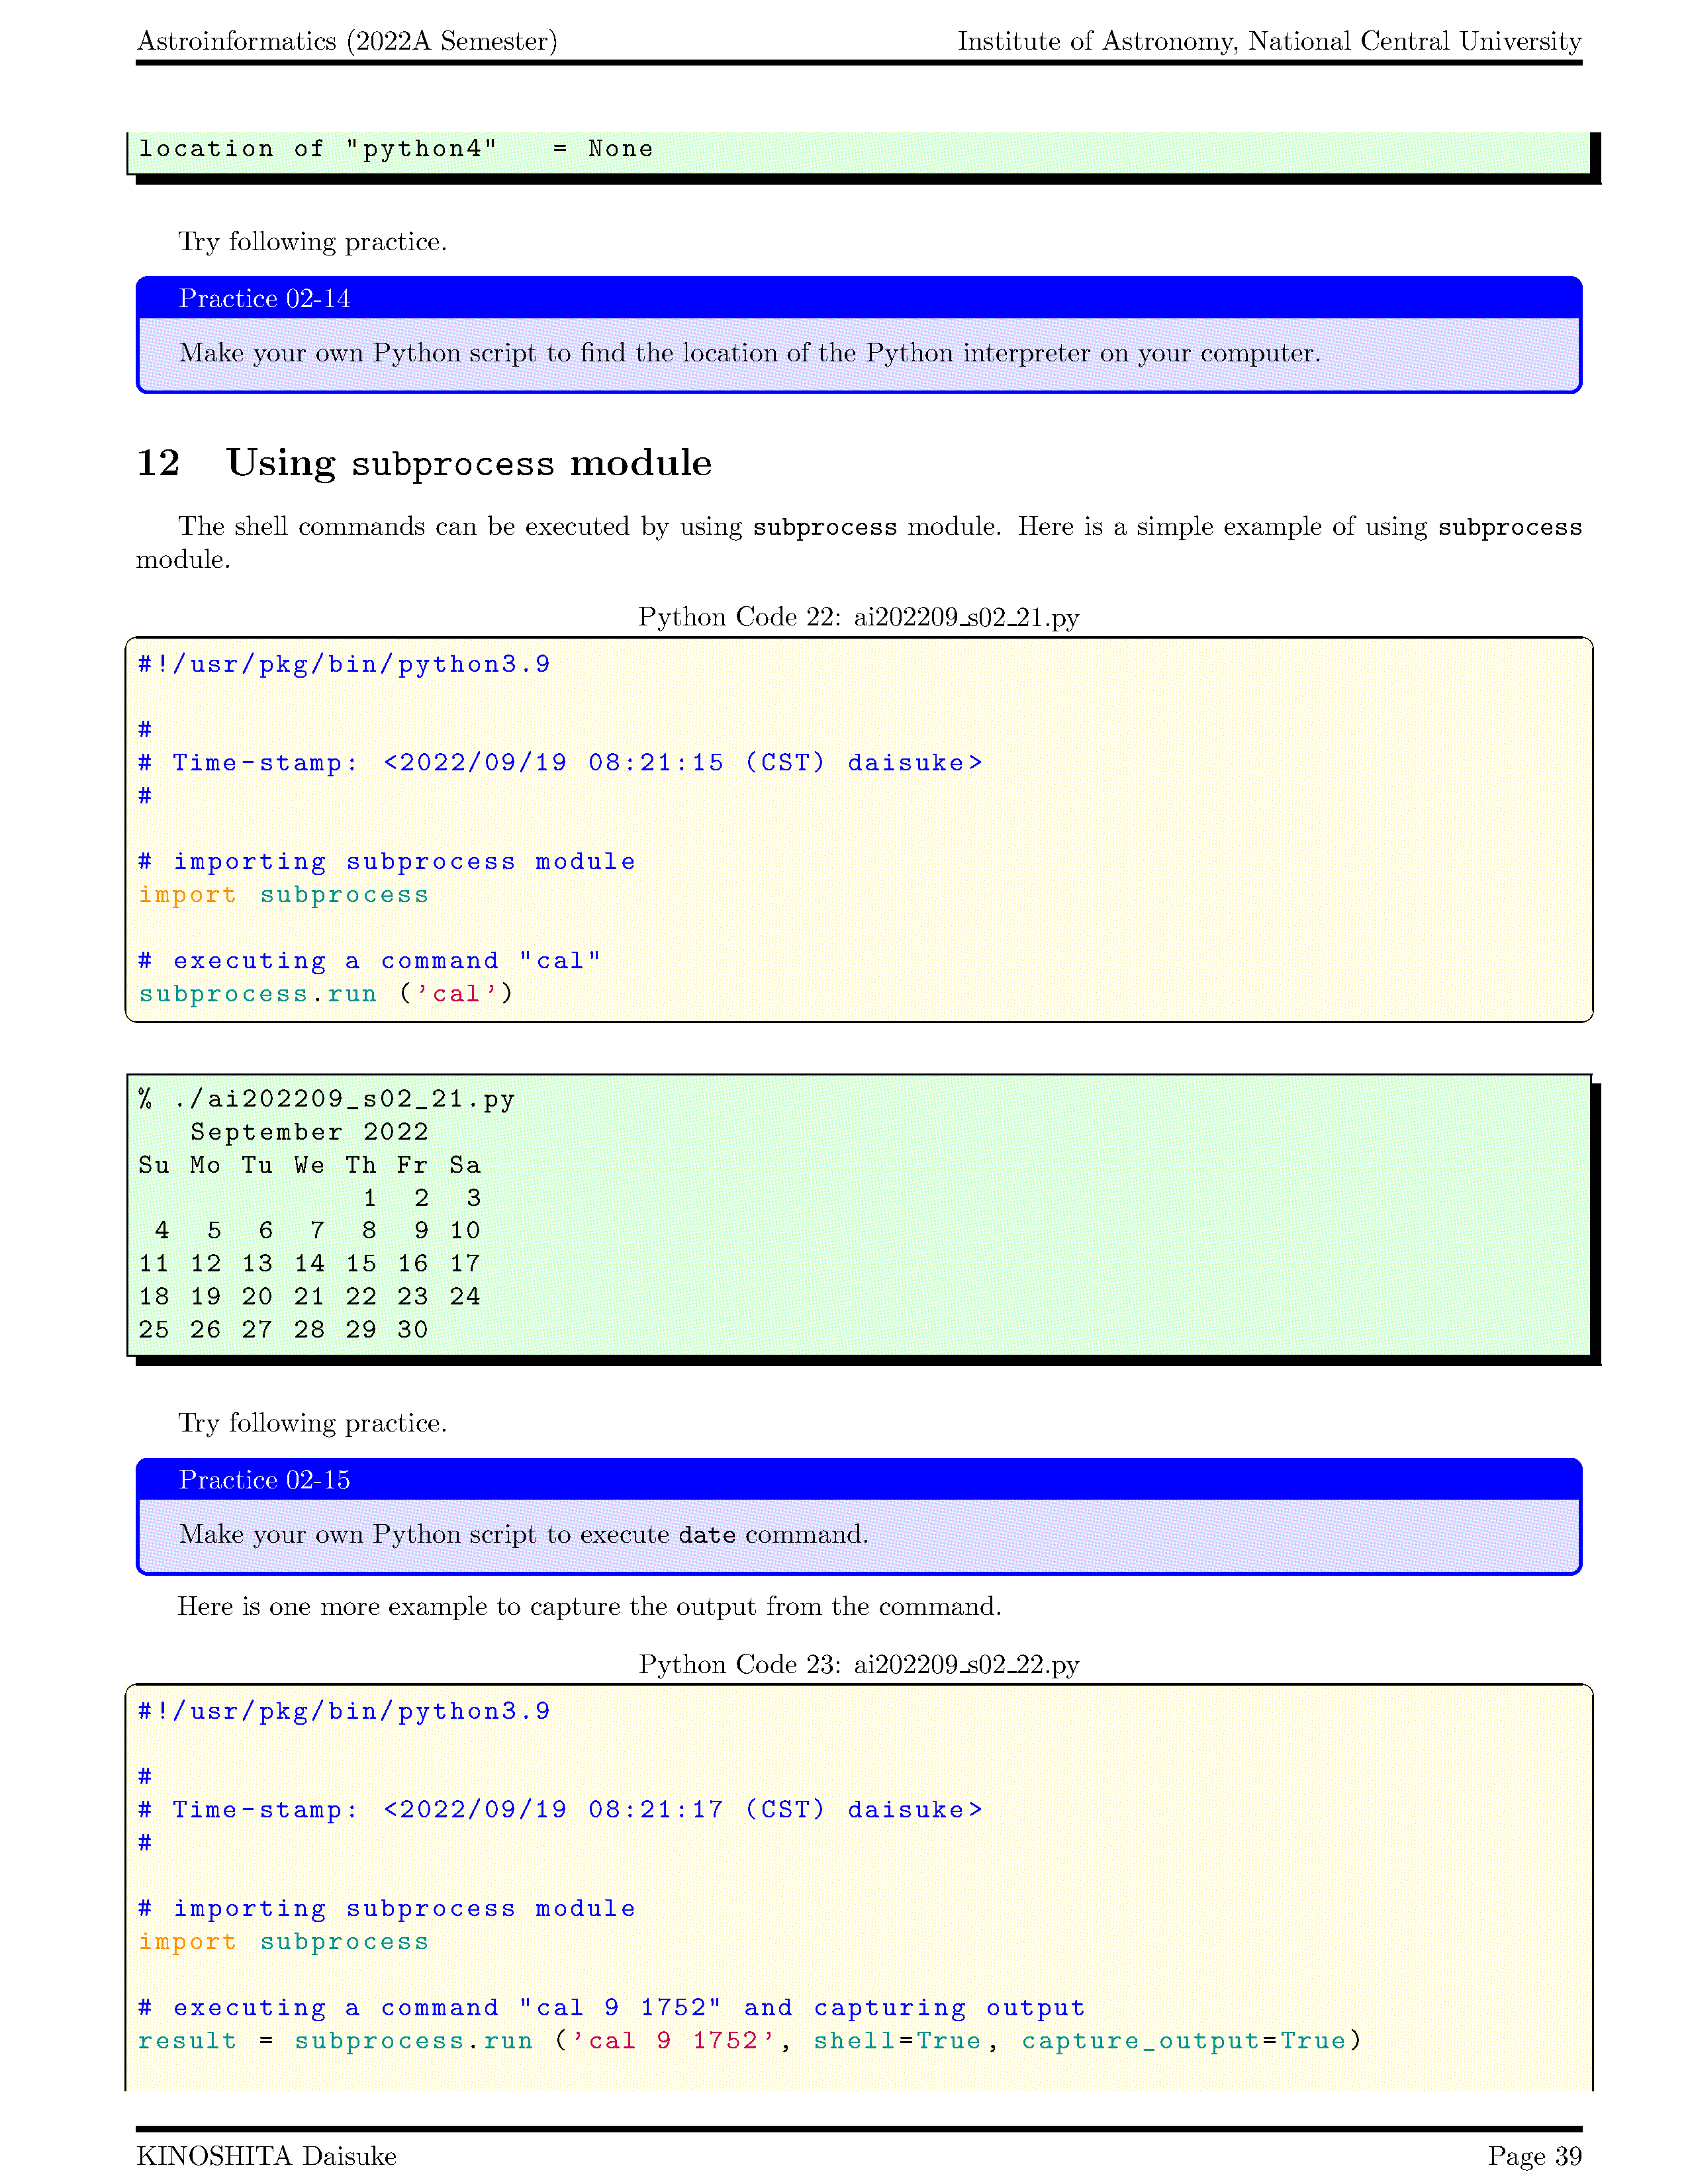 Astroinformatics (2022A Semester) Institute of Astronomy, National Central University
location of "python4"   = None
Try following practice.
Practice 02-14
Make your own Python script to find the location of the Python interpreter on your computer.
12 Using subprocess module
The shell commands can be executed by using subprocess module. Here is a simple example of using subprocess
module.
Python Code 22: ai202209_s02_21.py
#!/usr/pkg/bin/python3.9
#
# Time-stamp: <2022/09/19 08:21:15 (CST) daisuke>
#
# importing subprocess module
import subprocess
# executing a command "cal"
subprocess.run ('cal')
% ./ai202209_s02_21.py
   September 2022
Su Mo Tu We Th Fr Sa
             1  2  3
 4  5  6  7  8  9 10
11 12 13 14 15 16 17
18 19 20 21 22 23 24
25 26 27 28 29 30
Try following practice.
Practice 02-15
Make your own Python script to execute date command.
Here is one more example to capture the output from the command.
Python Code 23: ai202209_s02_22.py
#!/usr/pkg/bin/python3.9
#
# Time-stamp: <2022/09/19 08:21:17 (CST) daisuke>
#
# importing subprocess module
import subprocess
# executing a command "cal 9 1752" and capturing output
result = subprocess.run ('cal 9 1752', shell=True, capture_output=True)
KINOSHITA Daisuke Page 39